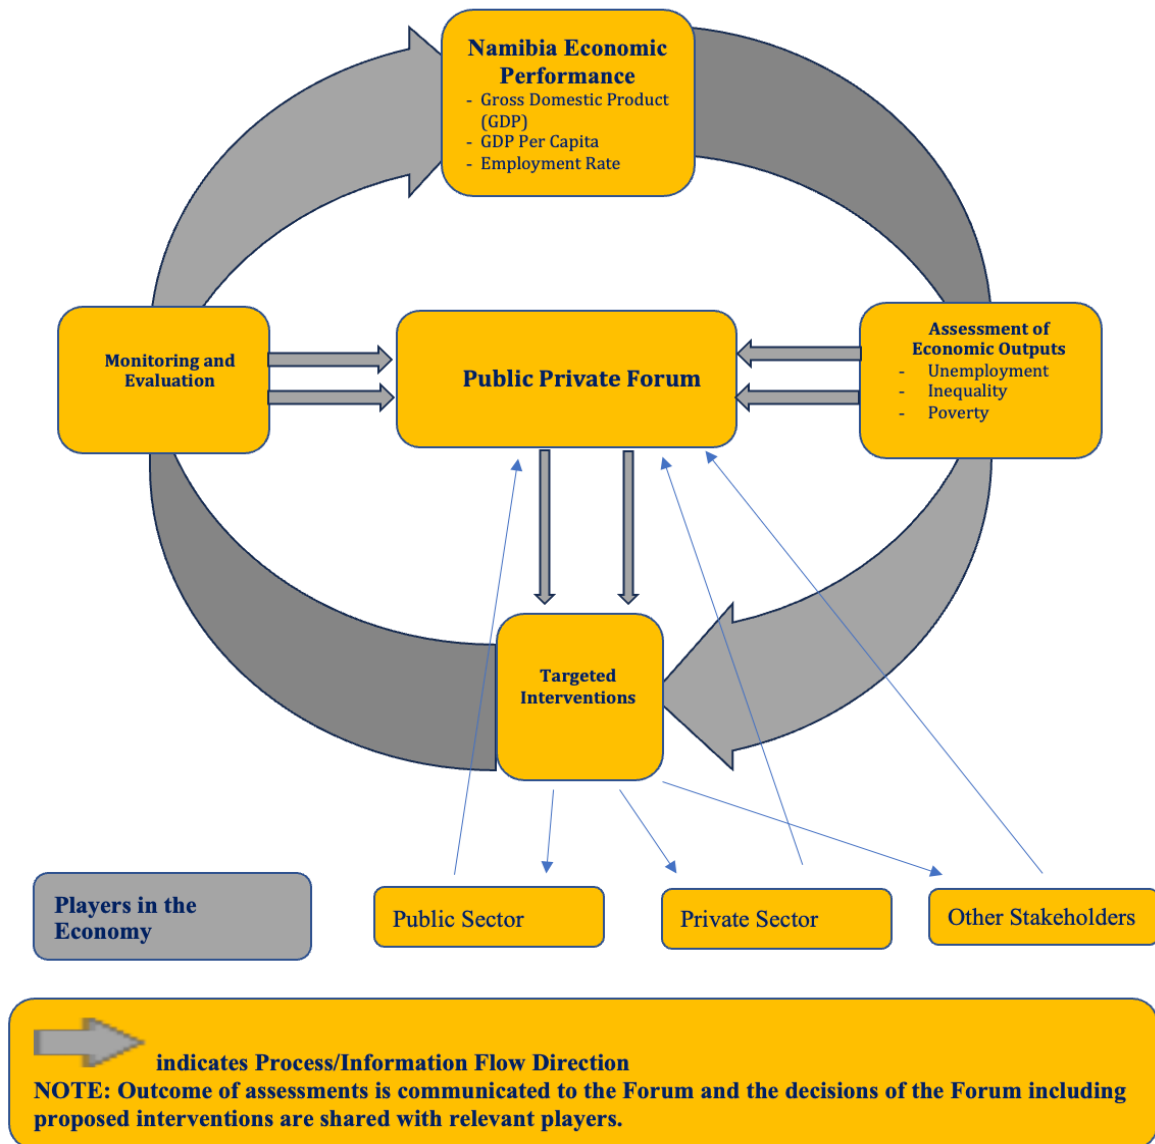 Namibia Economic
Performance
- Gross Domestic Product
(GDP)
- GDP Per Capita
- Employment Rate
Monitoring and
Evaluation
Public Private Forum
Assessment of
Economic Outputs
- Unemployment
- Inequality
- Poverty
Targeted
Interventions
Players in the
Economy
Public Sector
Private Sector
Other Stakeholders
indicates Process/Information Flow Direction
NOTE: Outcome of assessments is communicated to the Forum and the decisions of the Forum including
proposed interventions are shared with relevant players.